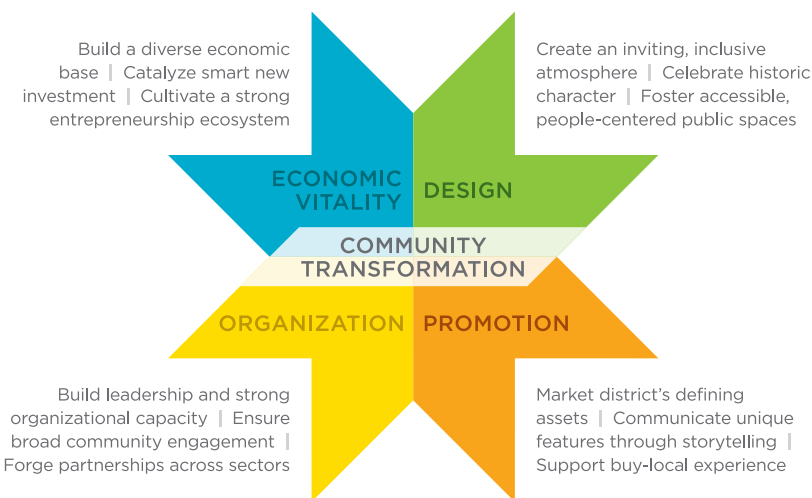 Build a diverse economic
base | Catalyze smart new
investment | Cultivate a strong
entrepreneurship ecosystem
Create an inviting, inclusive
atmosphere | Celebrate historic
character | Foster accessible,
people-centered public spaces
ECONOMIC
VITALITY
DESIGN
COMMUNITY
TRANSFORMATION
ORGANIZATION
PROMOTION
Build leadership and strong
organizational capacity | Ensure
broad community engagement |
Forge partnerships across sectors
Market district’s defining
assets | Communicate unique
features through storytelling |
Support buy-local experience